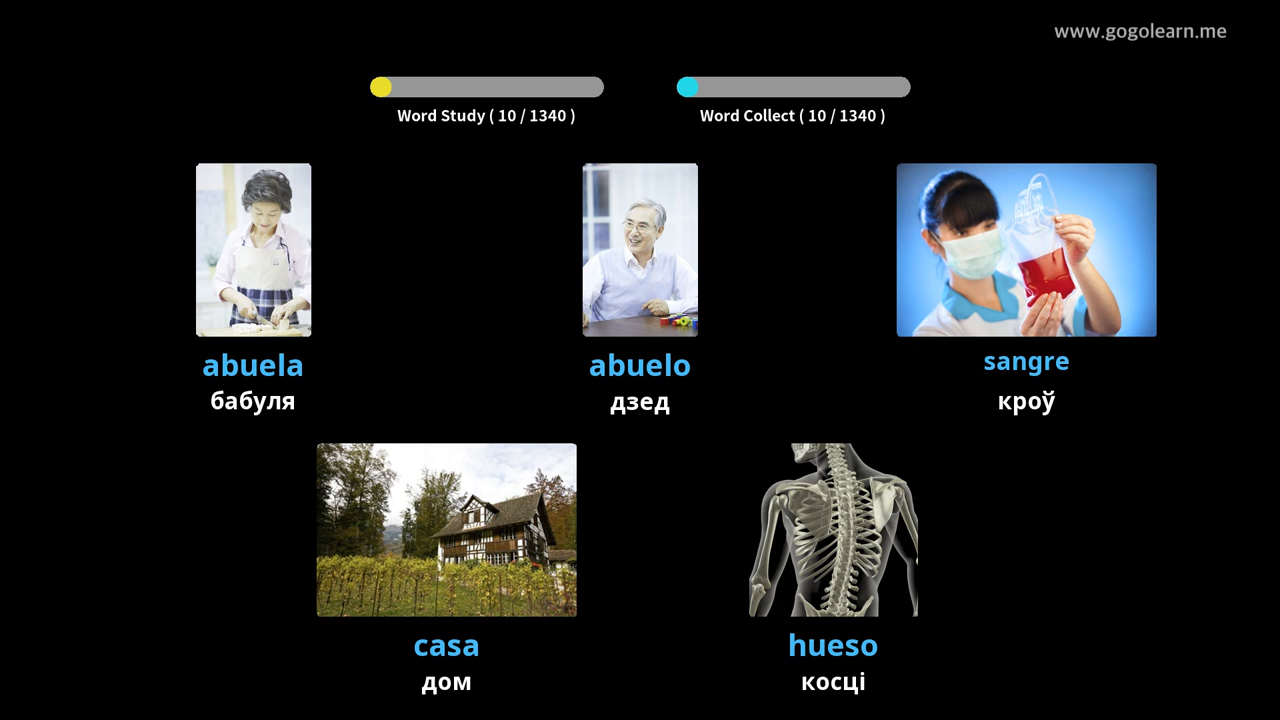 www.gogolearn.me
Word Study ( 10 / 1340 )
Word Collect ( 10 / 1340 )
abuela
бабуля
abuelo
дзед
sangre
кроў
casa
дом
hueso
косці